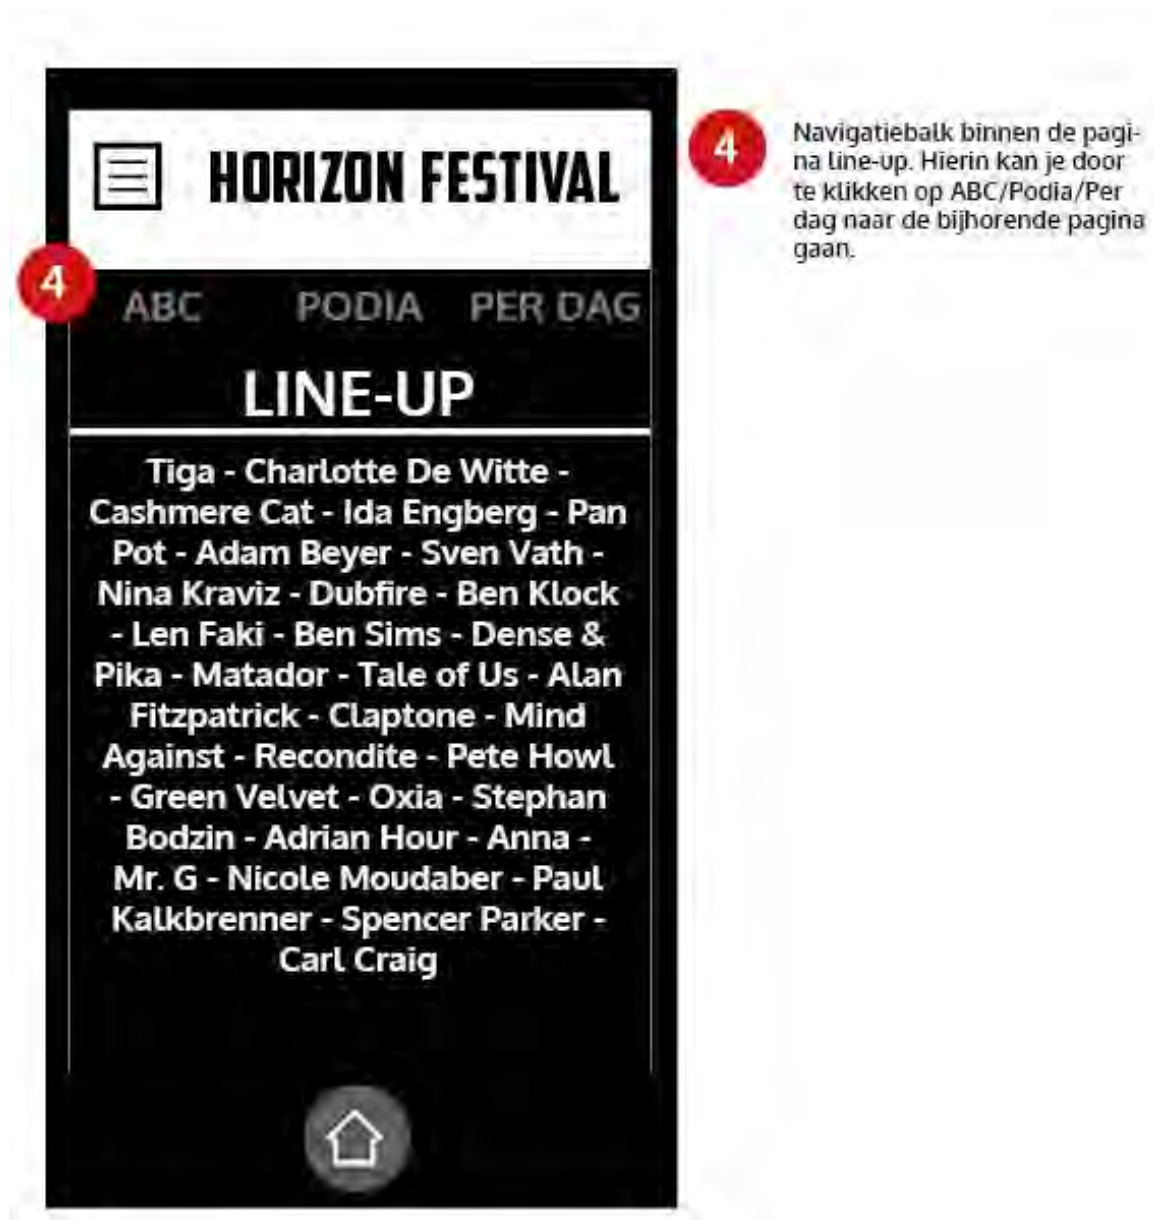 HORIZON FESTIVAL
4
ABC PODIA PER DAG
LINE-UP
Tiga - Charlotte De Witte -
Cashmere Cat - Ida Engberg - Pan
Pot - Adam Beyer - Sven Vath -
Nina Kraviz - Dubfire - Ben Klock
- Len Faki - Ben Sims - Dense &
Pika - Matador - Tale of Us - Alan
Fitzpatrick - Claptone - Mind
Against - Recondite - Pete Howl
- Green Velvet - Oxia - Stephan
Bodzin - Adrian Hour - Anna -
Mr. G - Nicole Moudaber - Paul
Kalkbrenner - Spencer Parker -
Carl Craig
4
Navigatiebalk binnen de pagi-
na line-up. Hierin kan je door
te klikken op ABC/Podia/Per
dag naar de bijhorende pagina
gaan.